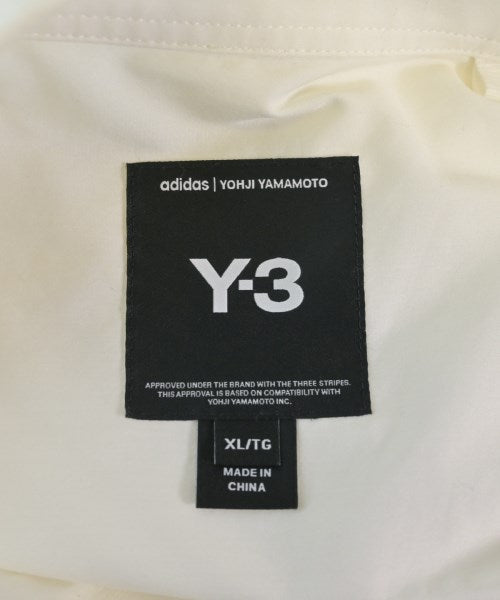 adidas | YOHJI YAMAMOTO
Y-3
APPROVED UNDER THE BRAND WITH THE THREE STRIPES.
THIS APPROVAL IS BASED ON COMPATIBILITY WITH
YOHJI YAMAMOTO INC.
XL/TG
MADE IN
CHINA